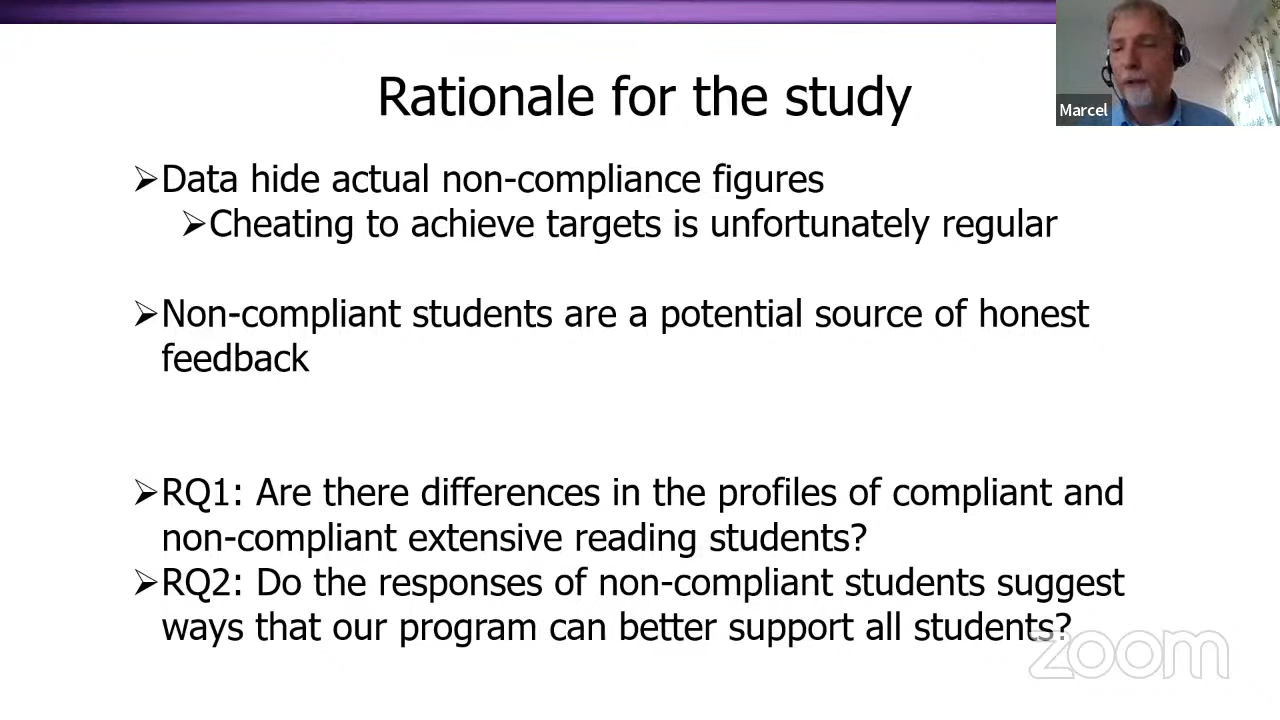 Rationale for the study
Marcel
➢Data hide actual non-compliance figures
➢Cheating to achieve targets is unfortunately regular
➢Non-compliant students are a potential source of honest
feedback
➢RQ1: Are there differences in the profiles of compliant and
non-compliant extensive reading students?
➢RQ2: Do the responses of non-compliant students suggest
ways that our program can better support all students?
zoom